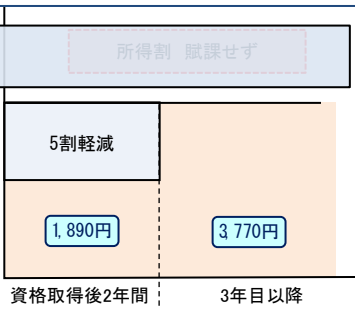 所得割 賦課せず
5割軽減
1,890円
3,770円
資格取得後2年間
3年目以降